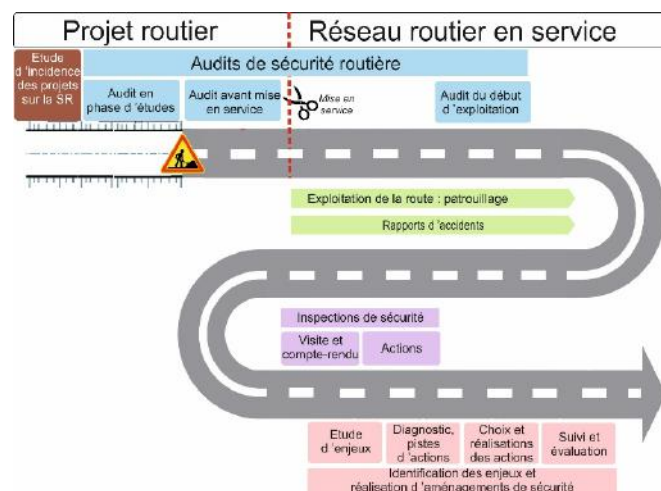 Projet routier
Réseau routier en service
Etude
d 'incidence
des projets
sur la SR
Audits de sécurité routière
Audit en
phase d 'études
Audit avant mise
en service
Mise en
service
Audit du début
d 'exploitation
Exploitation de la route : patrouillage
Rapports d 'accidents
Inspections de sécurité
Visite et
compte-rendu
Actions
Etude
d 'enjeux
Diagnostic,
pistes
d 'actions
Choix et
réalisations
des actions
Suivi et
évaluation
Identification des enjeux et
réalisation d 'aménagements de sécurité